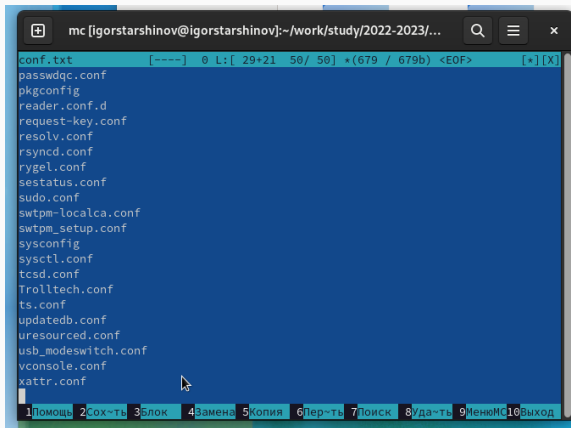 mc [igorstarshinov@igorstarshinov]:~/work/study/2022-2023/...
conf.txt [----] 0 L:[ 29+21 50/ 50] *(679 / 679b) <EOF> [*][X]
passwdqc.conf
pkgconfig
reader.conf.d
request-key.conf
resolv.conf
rsyncd.conf
rygel.conf
sestatus.conf
sudo.conf
swtpm-localca.conf
swtpm_setup.conf
sysconfig
sysctl.conf
tcsd.conf
Trolltech.conf
ts.conf
updatedb.conf
uresourced.conf
usb_modeswitch.conf
vconsole.conf
xattr.conf
1Помощь 2Сох~ть 3Блок 4Замена 5Копия 6Пер~ть 7Поиск 8Уда~ть 9МенюMC 10Выход